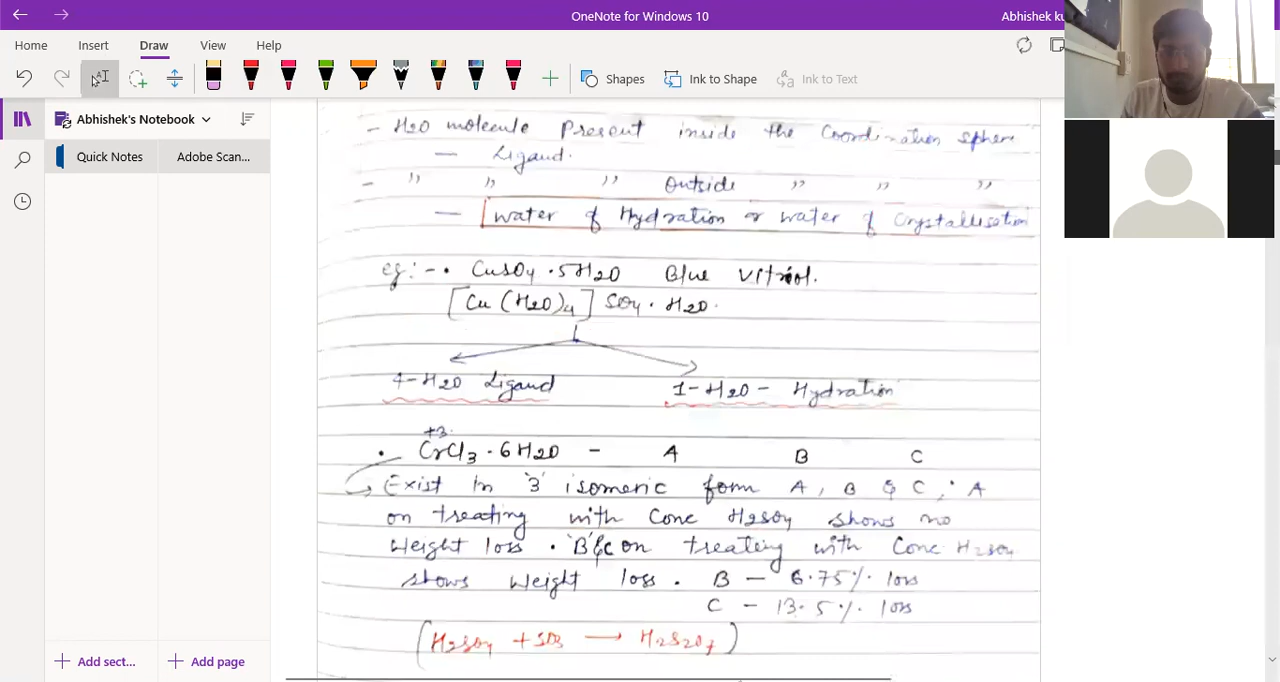 OneNote for Windows 10
Abhishek ku
Home Insert Draw View Help
Shapes Ink to Shape Ink to Text
Abhishek's Notebook
Quick Notes Adobe Scan...
- H2O molecule Present inside the Coordination sphere
— Ligand.
- " " " Outside " " "
— water of Hydration or water of Crystallisation
eg:- • CuSO4 · 5H2O Blue Vitriol.
[Cu (H2O)4] SO4 · H2O.
4-H2O Ligand 1-H2O - Hydration
+3
• CrCl3 · 6H2O - A B C
Exist In '3' isomeric form A, B & C, · A
on treating with Conc H2SO4 shows no
Weight loss . 'B'&C on treating with Conc H2SO4
shows Weight loss . B — 6.75% loss
C — 13.5% loss
(H2SO4 + SO3 → H2S2O7)
Add sect... Add page